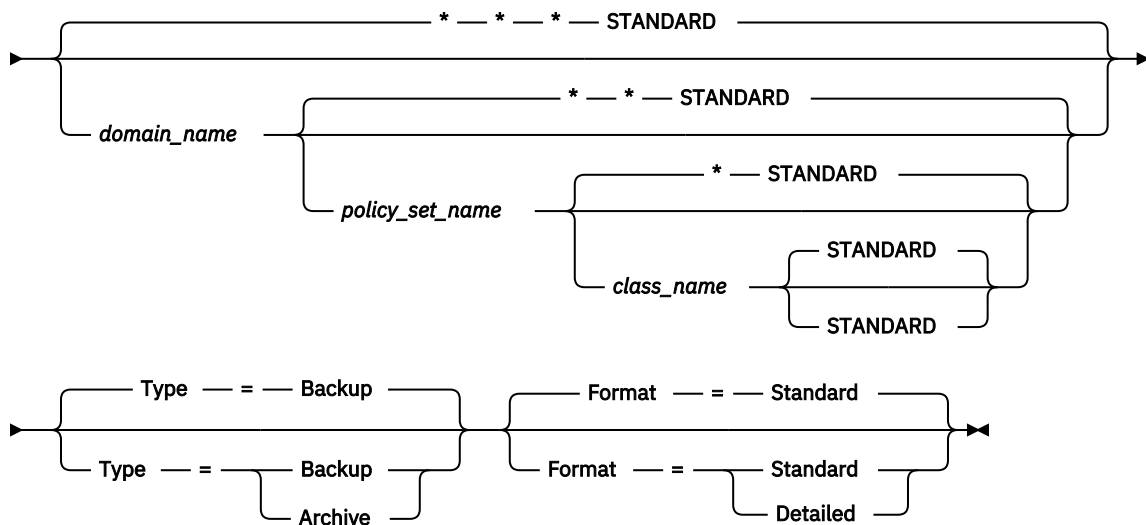 * * * STANDARD
* * STANDARD
domain_name
* STANDARD
policy_set_name
STANDARD
class_name
STANDARD
Type = Backup Format = Standard
Type = Backup Format = Standard
Archive Detailed